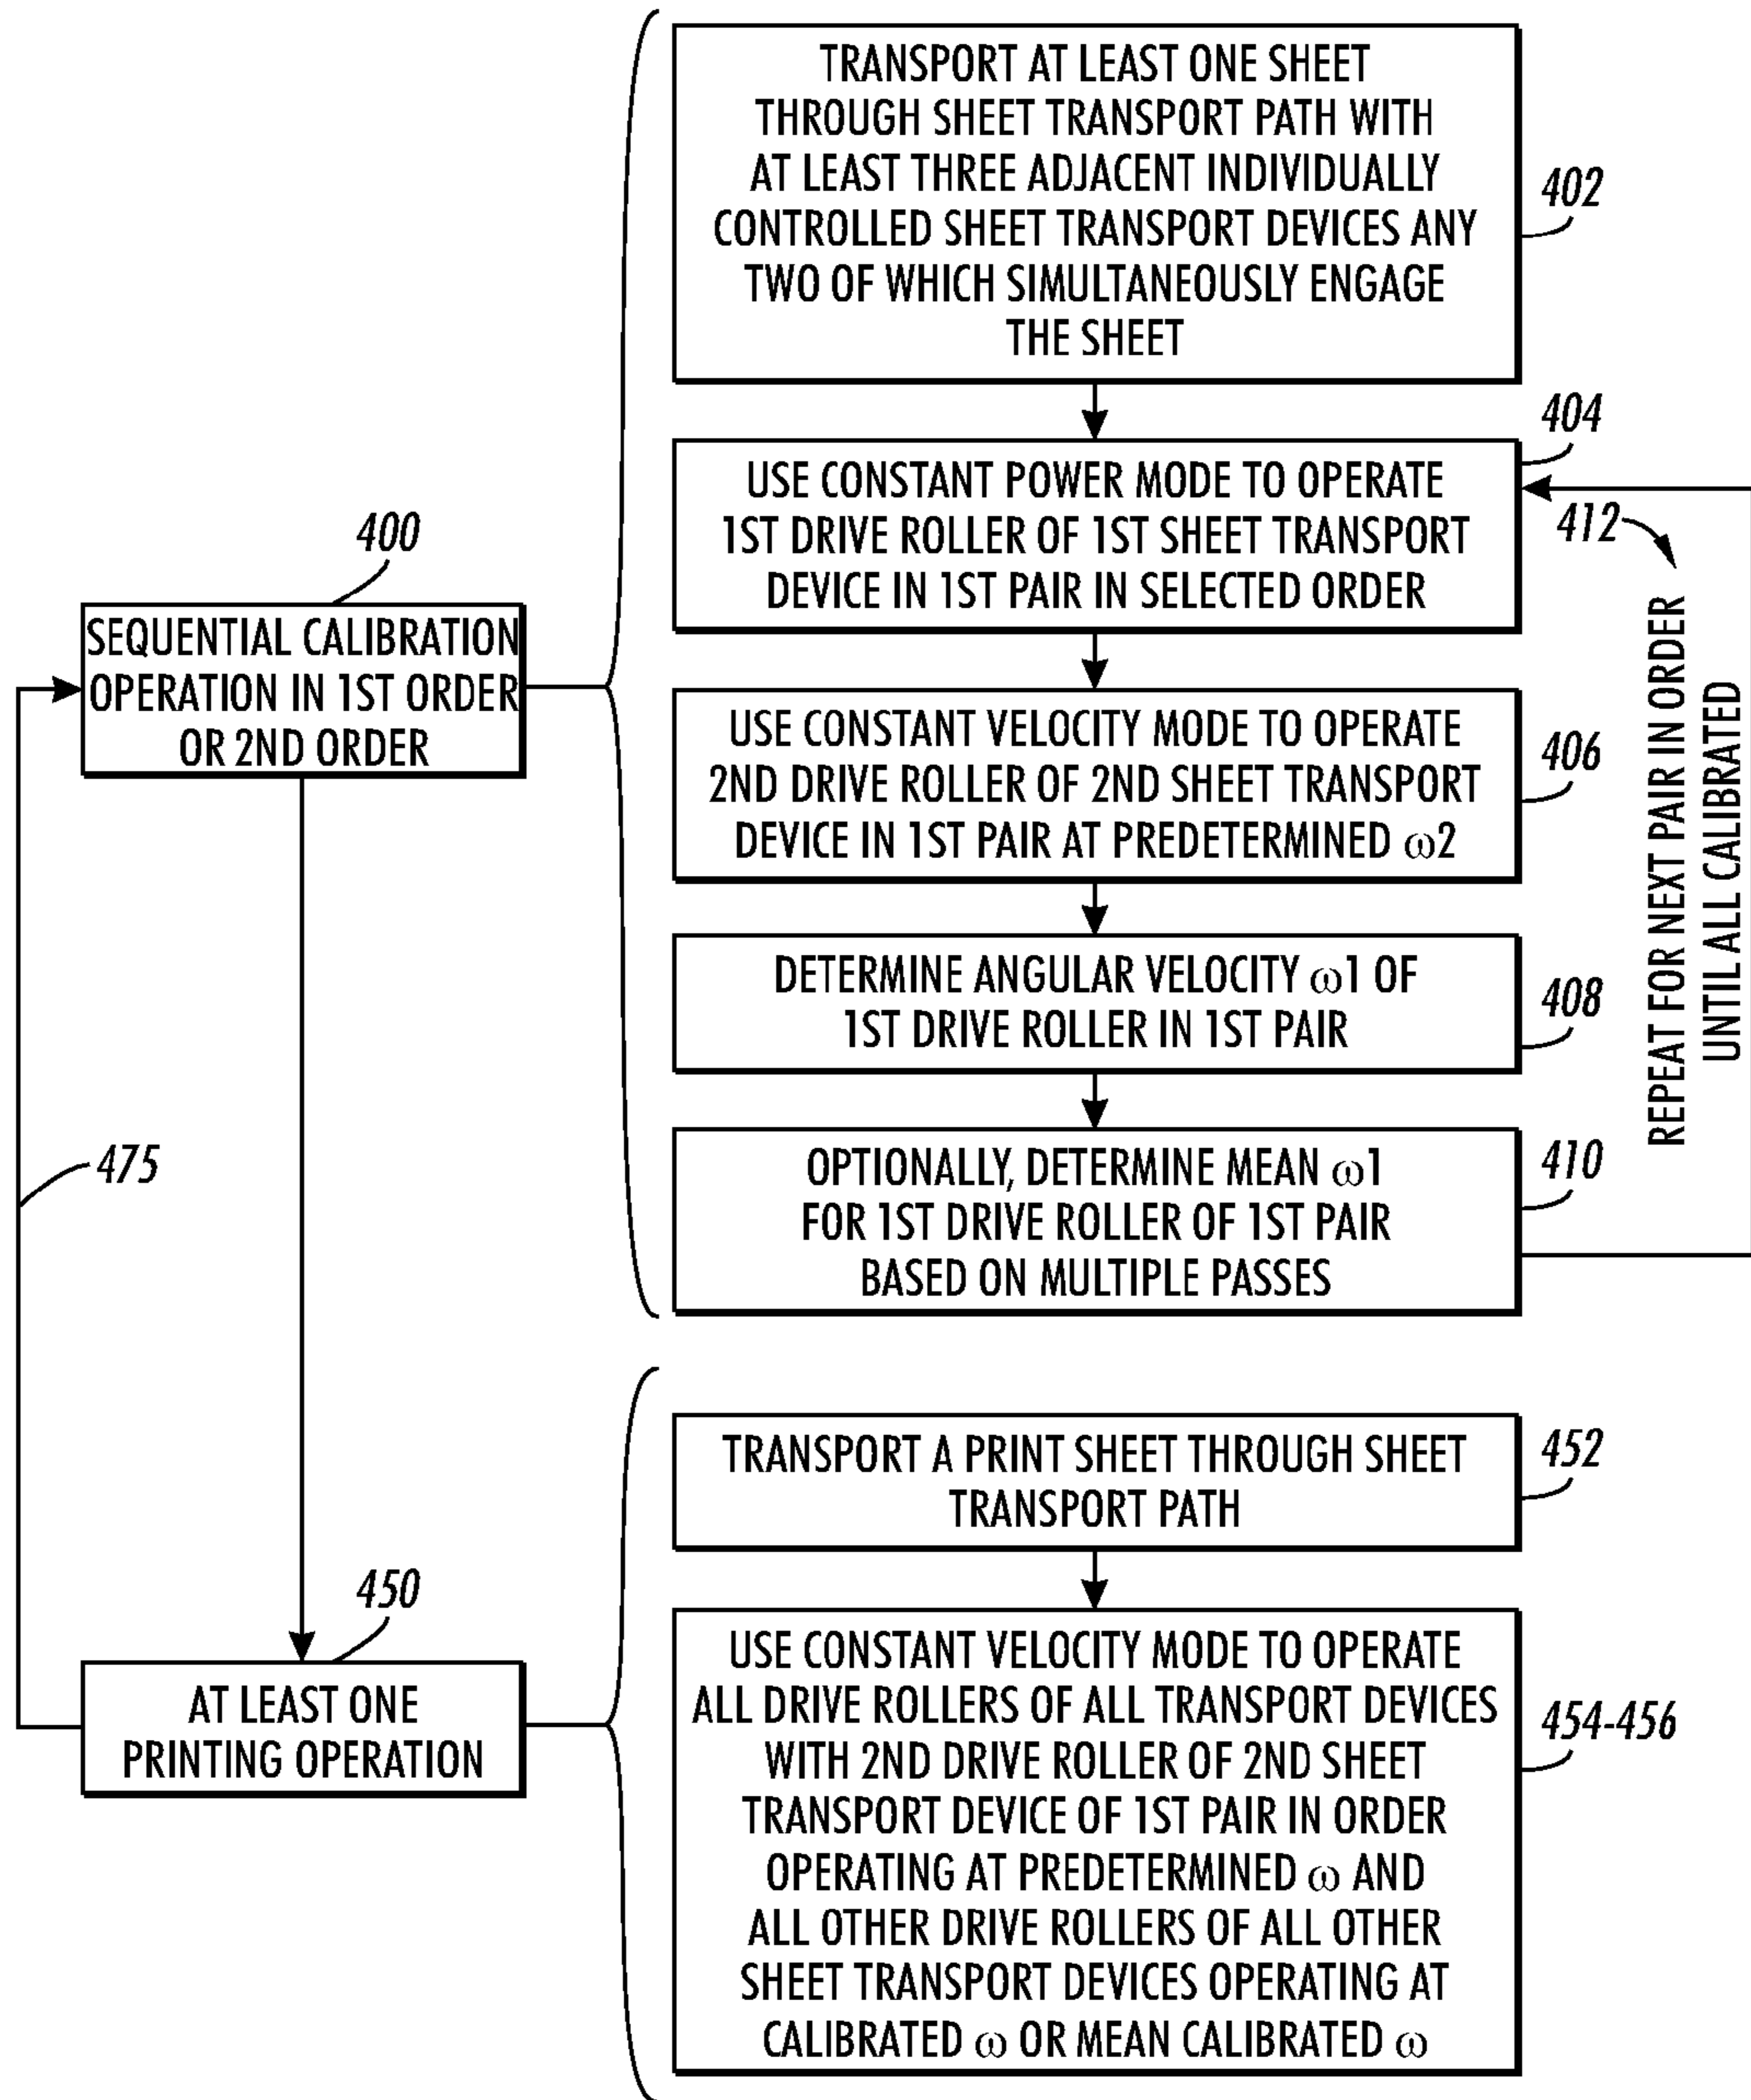 400
SEQUENTIAL CALIBRATION
OPERATION IN 1ST ORDER
OR 2ND ORDER
TRANSPORT AT LEAST ONE SHEET
THROUGH SHEET TRANSPORT PATH WITH
AT LEAST THREE ADJACENT INDIVIDUALLY
CONTROLLED SHEET TRANSPORT DEVICES ANY
TWO OF WHICH SIMULTANEOUSLY ENGAGE
THE SHEET
402
USE CONSTANT POWER MODE TO OPERATE
1ST DRIVE ROLLER OF 1ST SHEET TRANSPORT
DEVICE IN 1ST PAIR IN SELECTED ORDER
404
USE CONSTANT VELOCITY MODE TO OPERATE
2ND DRIVE ROLLER OF 2ND SHEET TRANSPORT
DEVICE IN 1ST PAIR AT PREDETERMINED ω2
406
DETERMINE ANGULAR VELOCITY ω1 OF
1ST DRIVE ROLLER IN 1ST PAIR
408
OPTIONALLY, DETERMINE MEAN ω1
FOR 1ST DRIVE ROLLER OF 1ST PAIR
BASED ON MULTIPLE PASSES
410
412
REPEAT FOR NEXT PAIR IN ORDER
UNTIL ALL CALIBRATED
475
450
AT LEAST ONE
PRINTING OPERATION
TRANSPORT A PRINT SHEET THROUGH SHEET
TRANSPORT PATH
452
USE CONSTANT VELOCITY MODE TO OPERATE
ALL DRIVE ROLLERS OF ALL TRANSPORT DEVICES
WITH 2ND DRIVE ROLLER OF 2ND SHEET
TRANSPORT DEVICE OF 1ST PAIR IN ORDER
OPERATING AT PREDETERMINED ω AND
ALL OTHER DRIVE ROLLERS OF ALL OTHER
SHEET TRANSPORT DEVICES OPERATING AT
CALIBRATED ω OR MEAN CALIBRATED ω
454-456